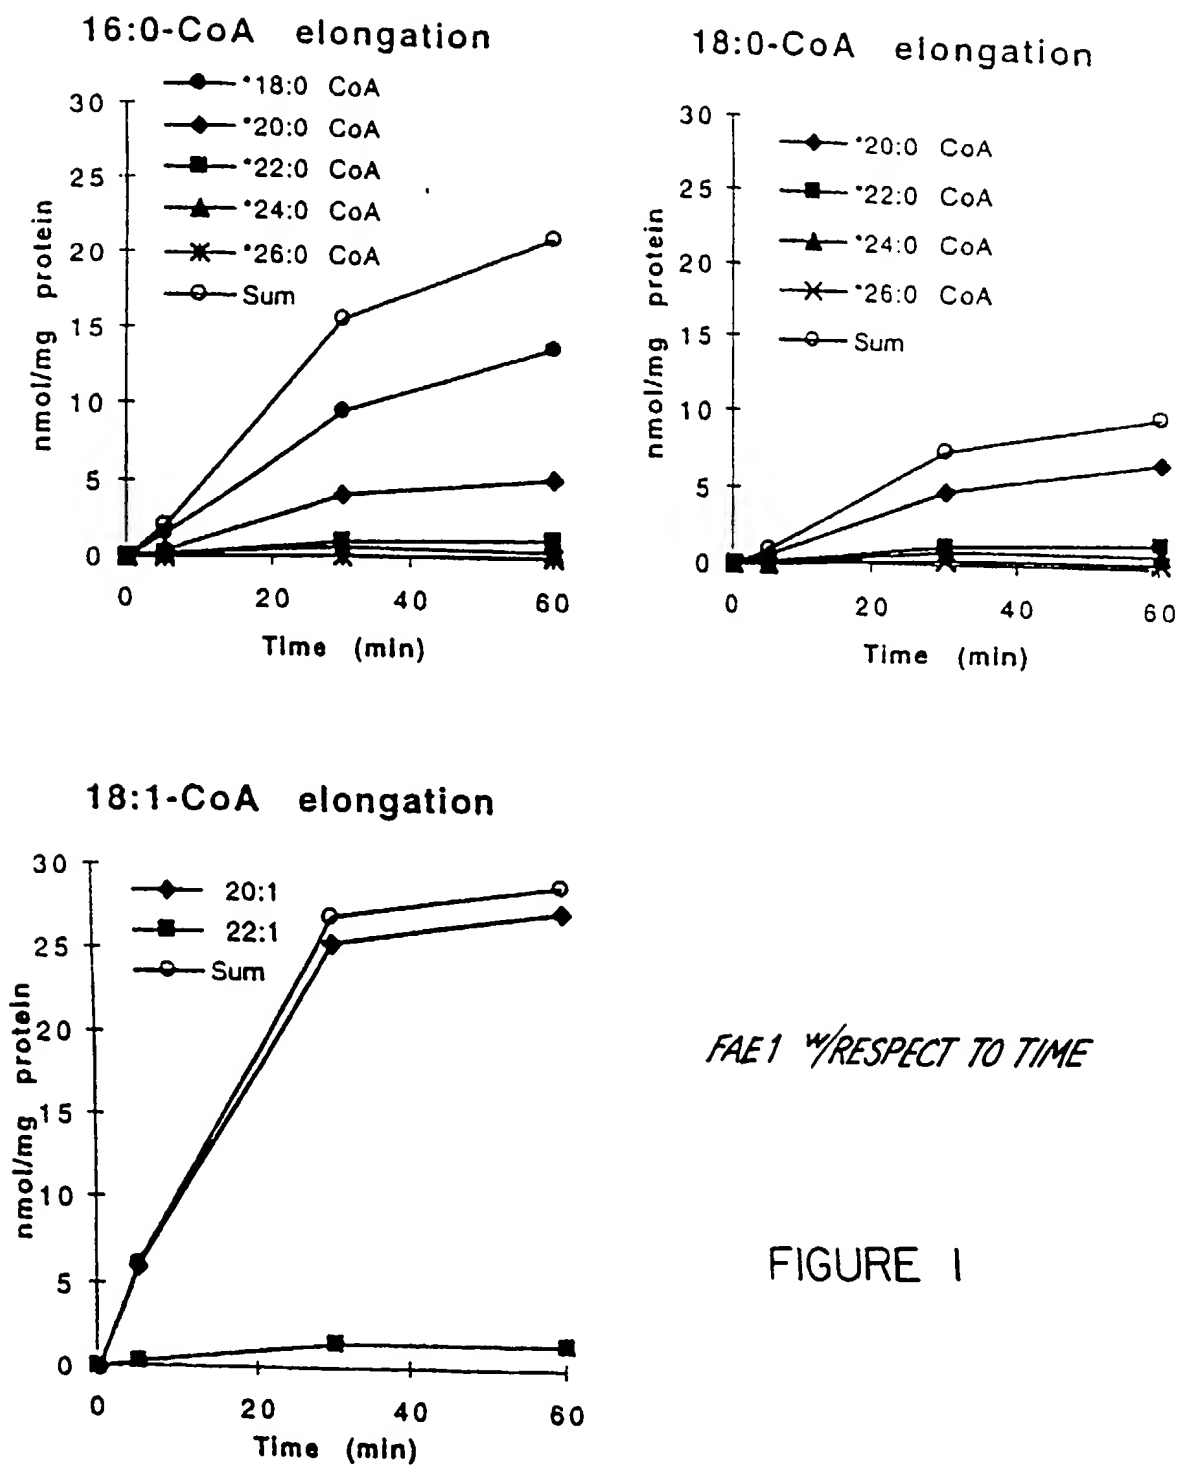 16:0-CoA elongation
*18:0 CoA
*20:0 CoA
*22:0 CoA
*24:0 CoA
*26:0 CoA
Sum
30
25
20
15
10
5
0
nmol/mg protein
0 20 40 60
Time (min)
18:0-CoA elongation
*20:0 CoA
*22:0 CoA
*24:0 CoA
*26:0 CoA
Sum
30
25
20
15
10
5
0
nmol/mg protein
0 20 40 60
Time (min)
18:1-CoA elongation
20:1
22:1
Sum
30
25
20
15
10
5
0
nmol/mg protein
0 20 40 60
Time (min)
FAE1 w/RESPECT TO TIME
FIGURE 1